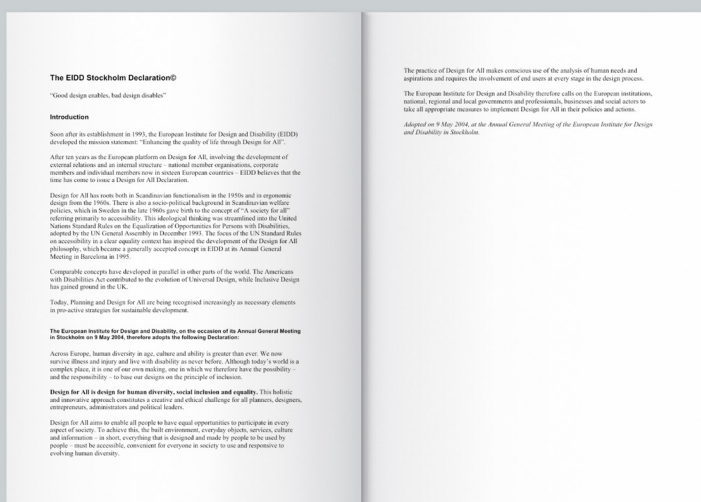 The EIDD Stockholm Declaration©
“Good design enables, bad design disables”
Introduction
Soon after its establishment in 1993, the European Institute for Design and Disability (EIDD)
developed the mission statement: “Enhancing the quality of life through Design for All”.
After ten years as the European platform on Design for All, involving the development of
external relations and an internal structure – national member organisations, corporate
members and individual members now in sixteen European countries – EIDD believes that the
time has come to issue a Design for All Declaration.
Design for All has roots both in Scandinavian functionalism in the 1950s and in ergonomic
design from the 1960s. There is also a socio-political background in Scandinavian welfare
policies, which in Sweden in the late 1960s gave birth to the concept of “A society for all”
referring primarily to accessibility. This ideological thinking was streamlined into the United
Nations Standard Rules on the Equalization of Opportunities for Persons with Disabilities,
adopted by the UN General Assembly in December 1993. The focus of the UN Standard Rules
on accessibility in a clear equality context has inspired the development of the Design for All
philosophy, which became a generally accepted concept in EIDD at its Annual General
Meeting in Barcelona in 1995.
Comparable concepts have developed in parallel in other parts of the world. The Americans
with Disabilities Act contributed to the evolution of Universal Design, while Inclusive Design
has gained ground in the UK.
Today, Planning and Design for All are being recognised increasingly as necessary elements
in pro-active strategies for sustainable development.
The European Institute for Design and Disability, on the occasion of its Annual General Meeting
in Stockholm on 9 May 2004, therefore adopts the following Declaration:
Across Europe, human diversity in age, culture and ability is greater than ever. We now
survive illness and injury and live with disability as never before. Although today’s world is a
complex place, it is one of our own making, one in which we therefore have the possibility –
and the responsibility – to base our designs on the principle of inclusion.
Design for All is design for human diversity, social inclusion and equality. This holistic
and innovative approach constitutes a creative and ethical challenge for all planners, designers,
entrepreneurs, administrators and political leaders.
Design for All aims to enable all people to have equal opportunities to participate in every
aspect of society. To achieve this, the built environment, everyday objects, services, culture
and information – in short, everything that is designed and made by people to be used by
people – must be accessible, convenient for everyone in society to use and responsive to
evolving human diversity.
The practice of Design for All makes conscious use of the analysis of human needs and
aspirations and requires the involvement of end users at every stage in the design process.
The European Institute for Design and Disability therefore calls on the European institutions,
national, regional and local governments and professionals, businesses and social actors to
take all appropriate measures to implement Design for All in their policies and actions.
Adopted on 9 May 2004, at the Annual General Meeting of the European Institute for Design
and Disability in Stockholm.